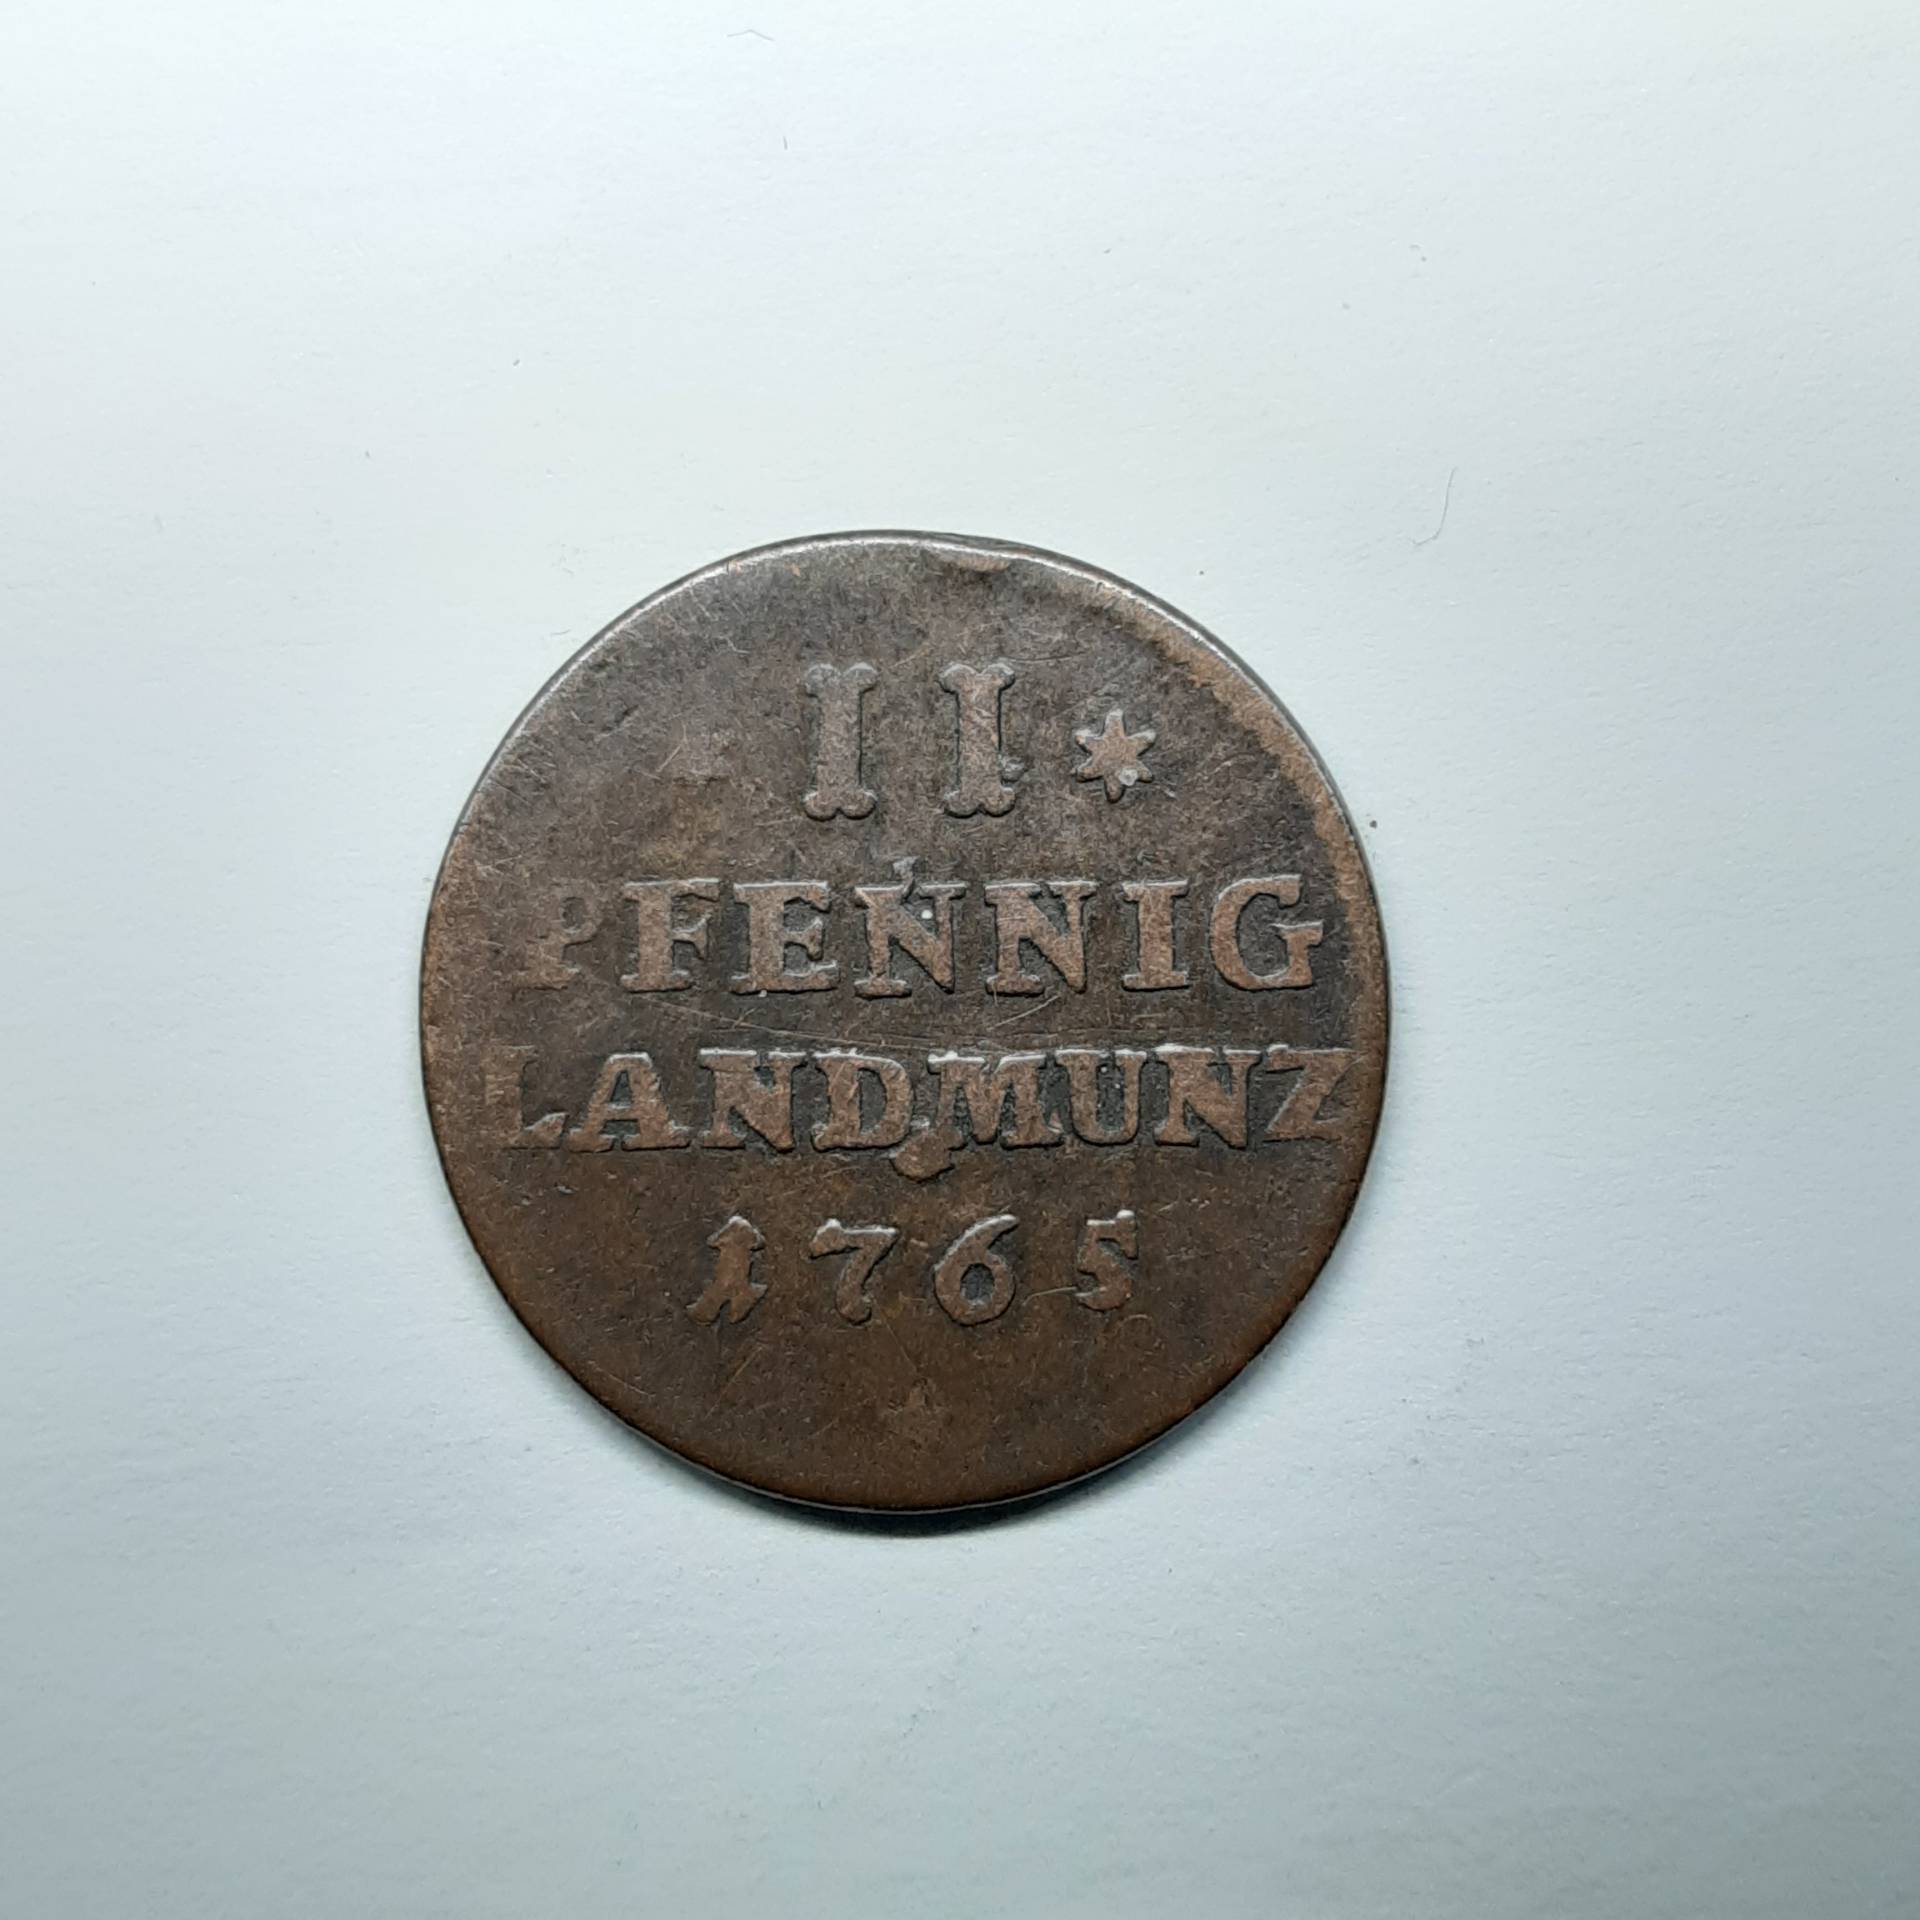 II *
PFENNIG
LANDMUNZ
1765